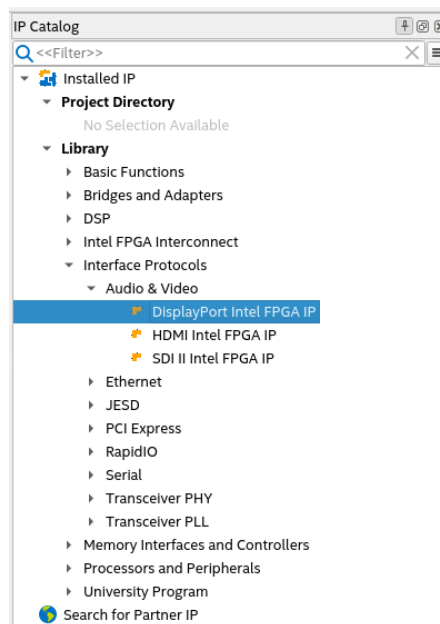 IP Catalog
<<Filter>>
Installed IP
Project Directory
No Selection Available
Library
Basic Functions
Bridges and Adapters
DSP
Intel FPGA Interconnect
Interface Protocols
Audio & Video
DisplayPort Intel FPGA IP
HDMI Intel FPGA IP
SDI II Intel FPGA IP
Ethernet
JESD
PCI Express
RapidIO
Serial
Transceiver PHY
Transceiver PLL
Memory Interfaces and Controllers
Processors and Peripherals
University Program
Search for Partner IP